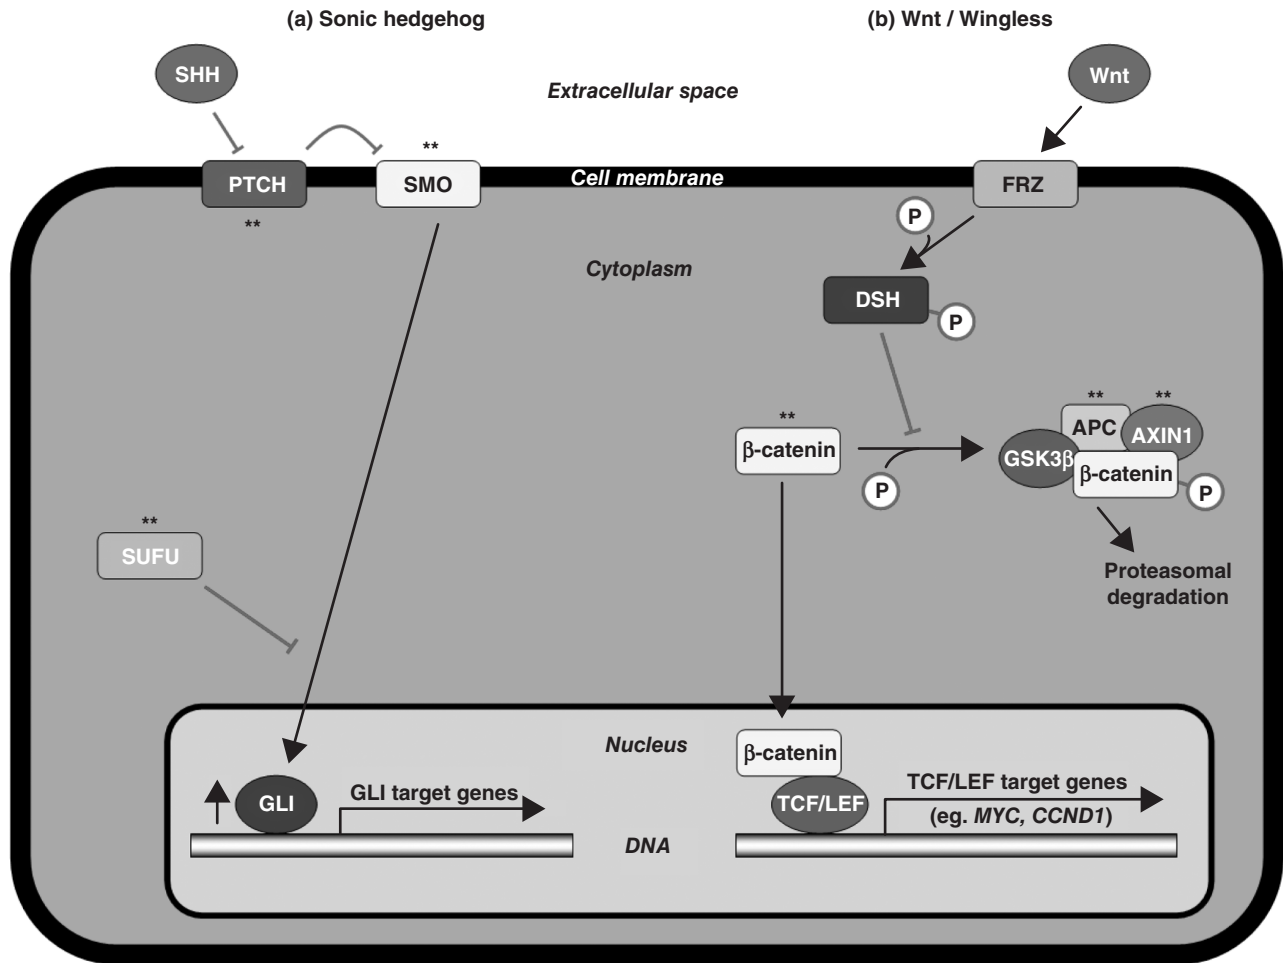 (a) Sonic hedgehog
(b) Wnt / Wingless
SHH
Wnt
Extracellular space
**
PTCH
SMO
Cell membrane
FRZ
**
P
Cytoplasm
DSH
P
**
**
**
β-catenin
APC
AXIN1
GSK3β
β-catenin
P
P
**
SUFU
Proteasomal
degradation
Nucleus
β-catenin
GLI
GLI target genes
TCF/LEF
TCF/LEF target genes
(eg. MYC, CCND1)
DNA